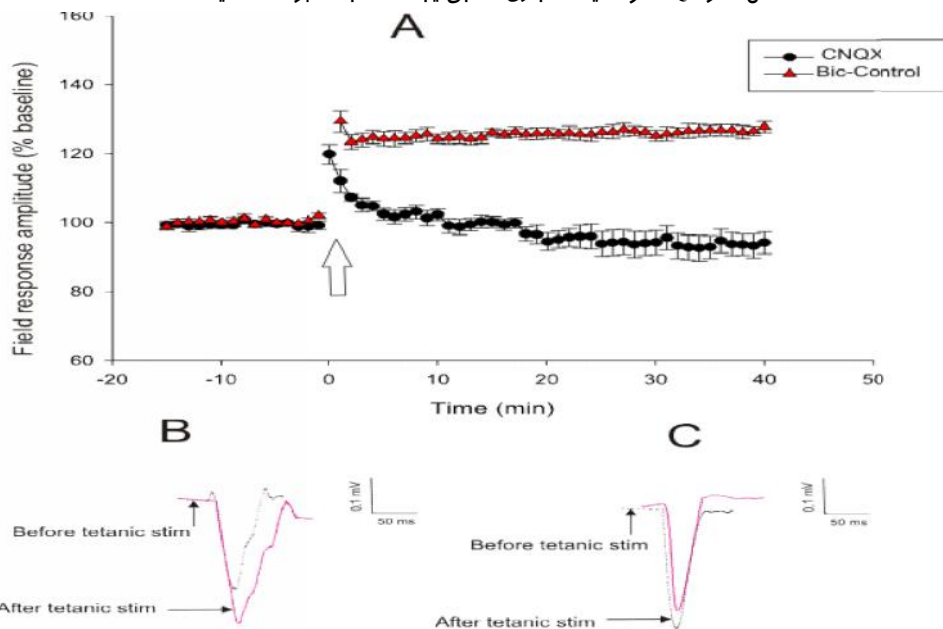 A
160
140
120
100
80
60
Field response amplitude (% baseline)
CNQX
Bic-Control
-20
-10
0
10
20
30
40
50
Time (min)
B
C
0.1 mV
50 ms
Before tetanic stim
After tetanic stim
0.1 mV
50 ms
Before tetanic stim
After tetanic stim